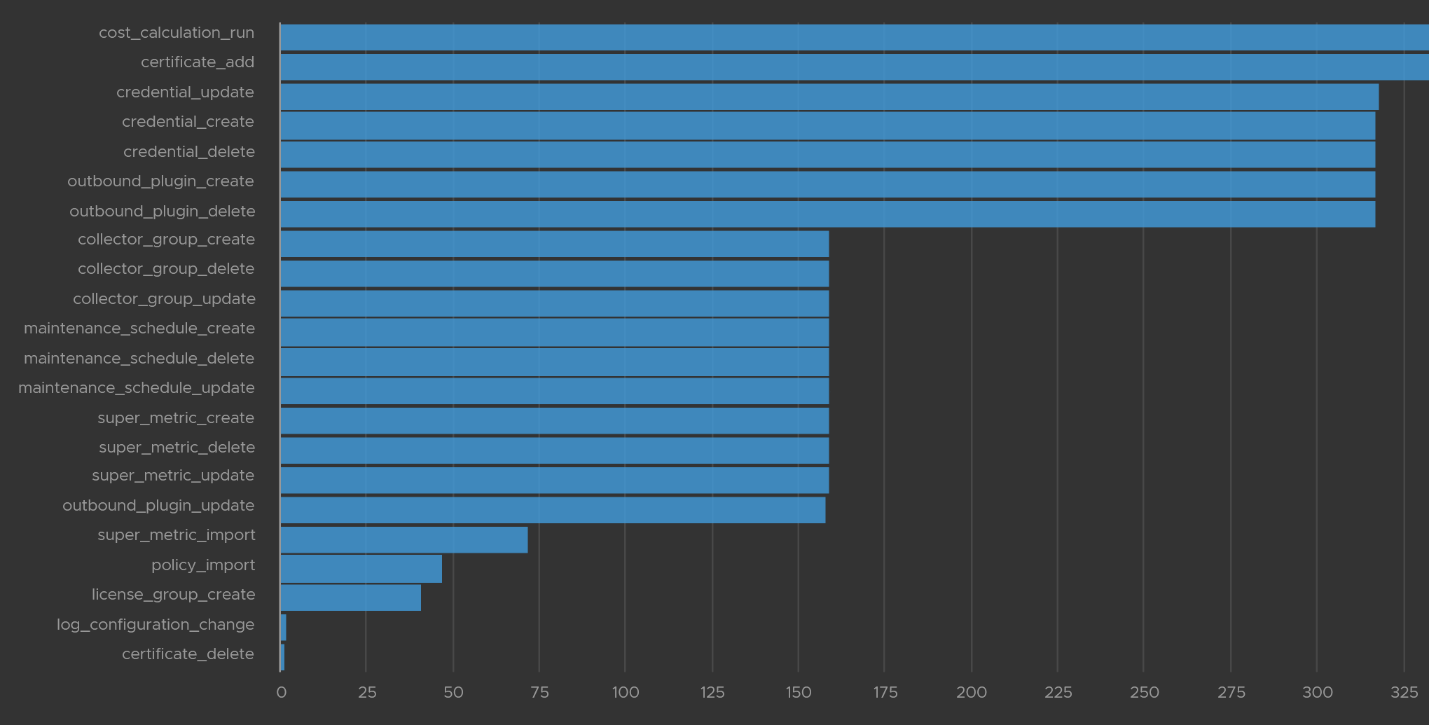 cost_calculation_run
certificate_add
credential_update
credential_create
credential_delete
outbound_plugin_create
outbound_plugin_delete
collector_group_create
collector_group_delete
collector_group_update
maintenance_schedule_create
maintenance_schedule_delete
maintenance_schedule_update
super_metric_create
super_metric_delete
super_metric_update
outbound_plugin_update
super_metric_import
policy_import
license_group_create
log_configuration_change
certificate_delete
0 25 50 75 100 125 150 175 200 225 250 275 300 325